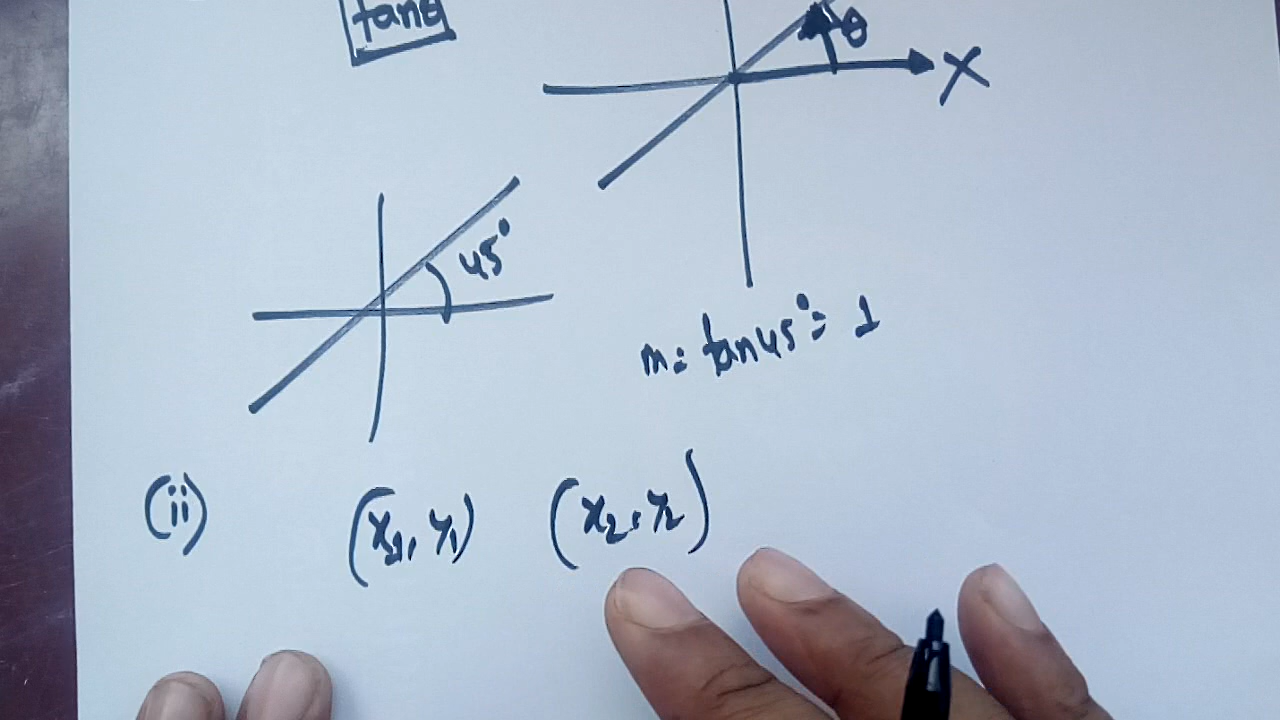 tanθ
θ
X
45°
m = tan45° = 1
(ii) (x₁, y₁) (x₂, y₂)